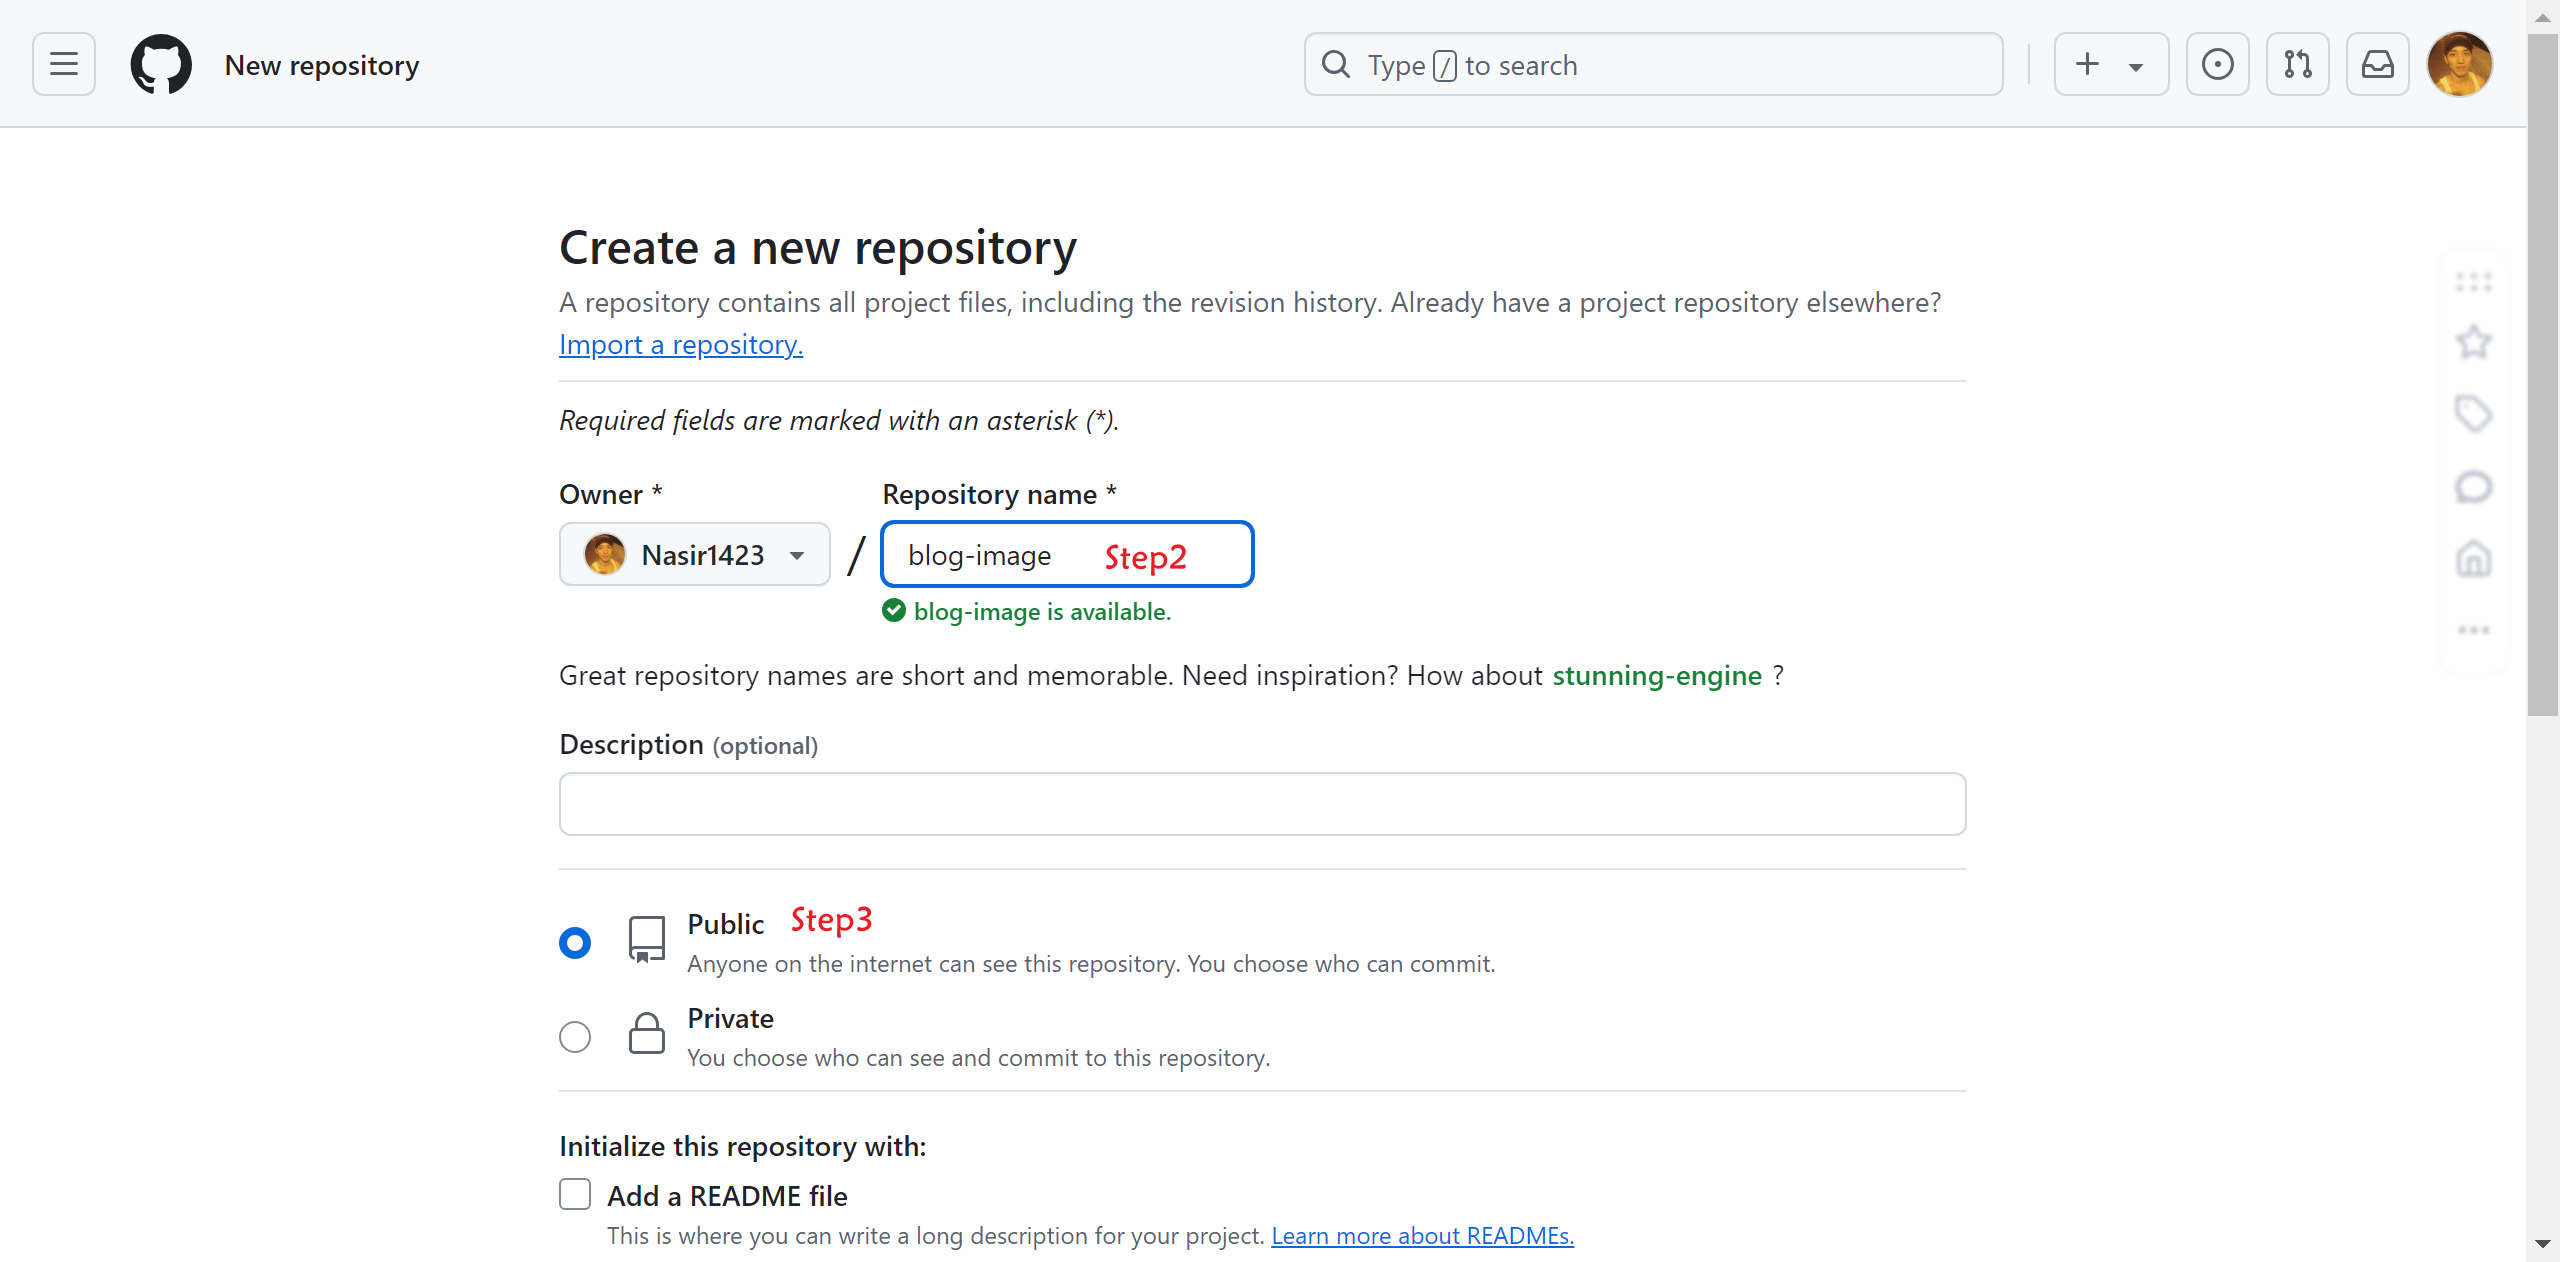 New repository
Type / to search
Create a new repository
A repository contains all project files, including the revision history. Already have a project repository elsewhere?
Import a repository.
Required fields are marked with an asterisk (*).
Owner * Repository name *
Nasir1423 / blog-image Step2
blog-image is available.
Great repository names are short and memorable. Need inspiration? How about stunning-engine ?
Description (optional)
Public Step3
Anyone on the internet can see this repository. You choose who can commit.
Private
You choose who can see and commit to this repository.
Initialize this repository with:
Add a README file
This is where you can write a long description for your project. Learn more about READMEs.